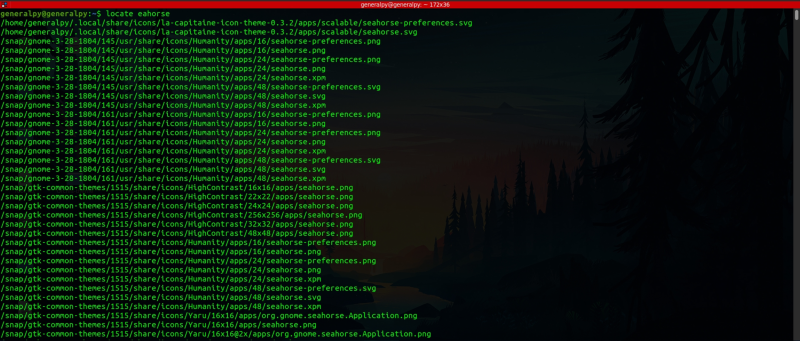 generalpy@generalpy: ~ 172x36
generalpy@generalpy:~$ locate eahorse
/home/generalpy/.local/share/icons/la-capitaine-icon-theme-0.3.2/apps/scalable/seahorse-preferences.svg
/home/generalpy/.local/share/icons/la-capitaine-icon-theme-0.3.2/apps/scalable/seahorse.svg
/snap/gnome-3-28-1804/145/usr/share/icons/Humanity/apps/16/seahorse-preferences.png
/snap/gnome-3-28-1804/145/usr/share/icons/Humanity/apps/16/seahorse.png
/snap/gnome-3-28-1804/145/usr/share/icons/Humanity/apps/24/seahorse-preferences.png
/snap/gnome-3-28-1804/145/usr/share/icons/Humanity/apps/24/seahorse.png
/snap/gnome-3-28-1804/145/usr/share/icons/Humanity/apps/24/seahorse.xpm
/snap/gnome-3-28-1804/145/usr/share/icons/Humanity/apps/48/seahorse-preferences.svg
/snap/gnome-3-28-1804/145/usr/share/icons/Humanity/apps/48/seahorse.svg
/snap/gnome-3-28-1804/145/usr/share/icons/Humanity/apps/48/seahorse.xpm
/snap/gnome-3-28-1804/161/usr/share/icons/Humanity/apps/16/seahorse-preferences.png
/snap/gnome-3-28-1804/161/usr/share/icons/Humanity/apps/16/seahorse.png
/snap/gnome-3-28-1804/161/usr/share/icons/Humanity/apps/24/seahorse-preferences.png
/snap/gnome-3-28-1804/161/usr/share/icons/Humanity/apps/24/seahorse.png
/snap/gnome-3-28-1804/161/usr/share/icons/Humanity/apps/24/seahorse.xpm
/snap/gnome-3-28-1804/161/usr/share/icons/Humanity/apps/48/seahorse-preferences.svg
/snap/gnome-3-28-1804/161/usr/share/icons/Humanity/apps/48/seahorse.svg
/snap/gnome-3-28-1804/161/usr/share/icons/Humanity/apps/48/seahorse.xpm
/snap/gtk-common-themes/1515/share/icons/HighContrast/16x16/apps/seahorse.png
/snap/gtk-common-themes/1515/share/icons/HighContrast/22x22/apps/seahorse.png
/snap/gtk-common-themes/1515/share/icons/HighContrast/24x24/apps/seahorse.png
/snap/gtk-common-themes/1515/share/icons/HighContrast/256x256/apps/seahorse.png
/snap/gtk-common-themes/1515/share/icons/HighContrast/32x32/apps/seahorse.png
/snap/gtk-common-themes/1515/share/icons/HighContrast/48x48/apps/seahorse.png
/snap/gtk-common-themes/1515/share/icons/Humanity/apps/16/seahorse-preferences.png
/snap/gtk-common-themes/1515/share/icons/Humanity/apps/16/seahorse.png
/snap/gtk-common-themes/1515/share/icons/Humanity/apps/24/seahorse-preferences.png
/snap/gtk-common-themes/1515/share/icons/Humanity/apps/24/seahorse.png
/snap/gtk-common-themes/1515/share/icons/Humanity/apps/24/seahorse.xpm
/snap/gtk-common-themes/1515/share/icons/Humanity/apps/48/seahorse-preferences.svg
/snap/gtk-common-themes/1515/share/icons/Humanity/apps/48/seahorse.svg
/snap/gtk-common-themes/1515/share/icons/Humanity/apps/48/seahorse.xpm
/snap/gtk-common-themes/1515/share/icons/Yaru/16x16/apps/org.gnome.seahorse.Application.png
/snap/gtk-common-themes/1515/share/icons/Yaru/16x16/apps/seahorse.png
/snap/gtk-common-themes/1515/share/icons/Yaru/16x16@2x/apps/org.gnome.seahorse.Application.png